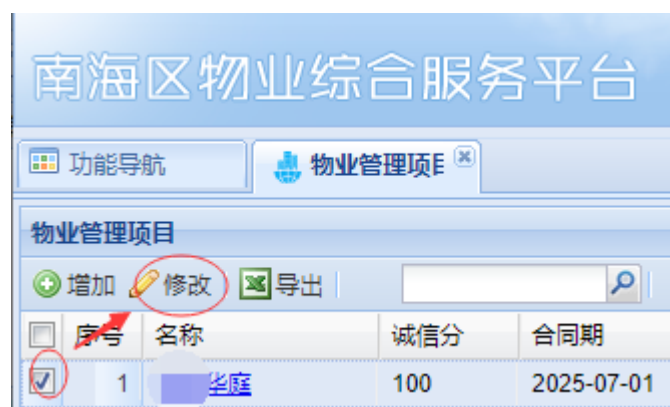 南海区物业综合服务平台
功能导航 物业管理项目
物业管理项目
增加 修改 导出
序号 名称 诚信分 合同期
1 华庭 100 2025-07-01